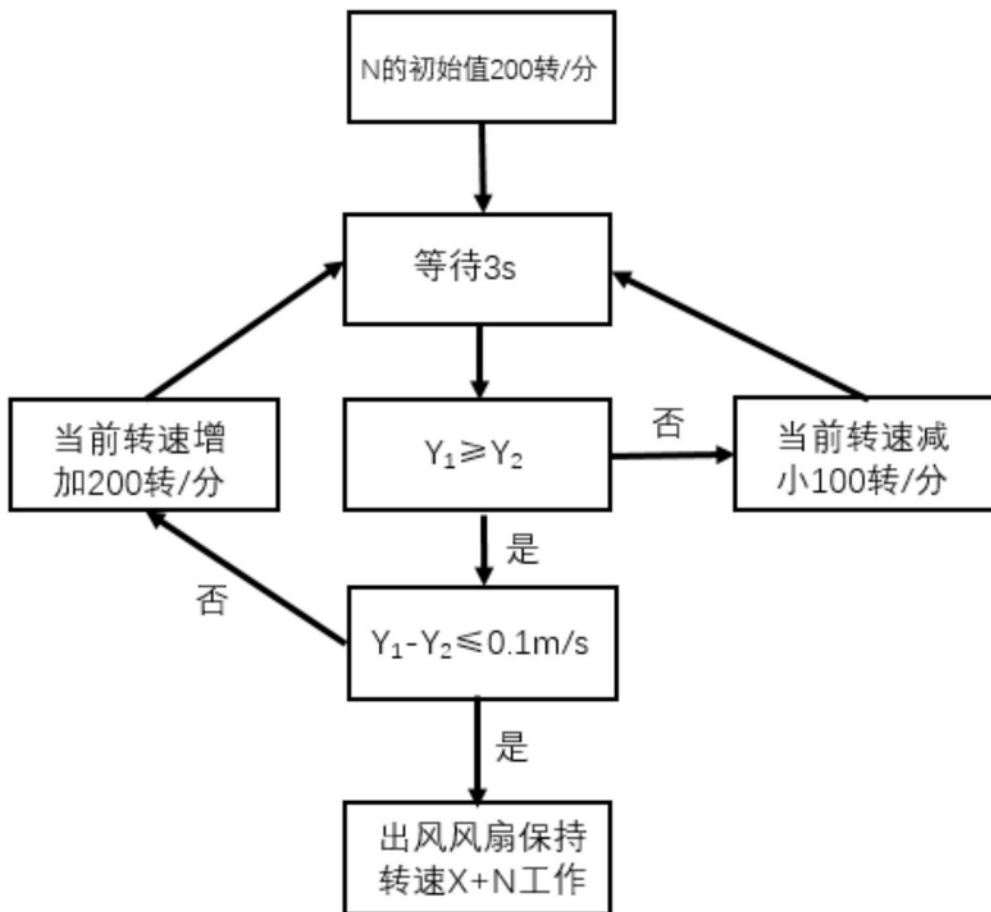 N的初始值200转/分
等待3s
当前转速增
加200转/分
Y₁≥Y₂
否
当前转速减
小100转/分
是
否
Y₁-Y₂≤0.1m/s
是
出风风扇保持
转速X+N工作